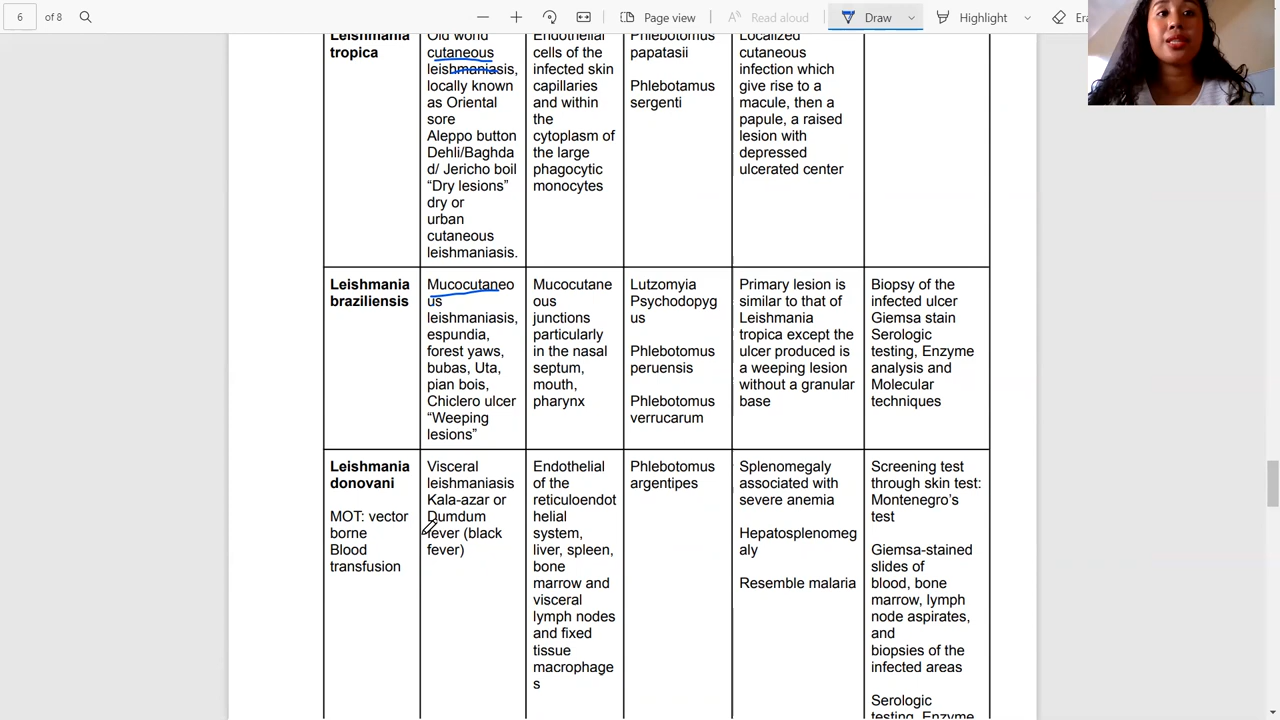 6 of 8
Page view
Read aloud
Draw
Highlight
Era
Leishmania
tropica
Old world
cutaneous
leishmaniasis,
locally known
as Oriental
sore
Aleppo button
Dehli/Baghda
d/ Jericho boil
“Dry lesions”
dry or
urban
cutaneous
leishmaniasis.
Endothelial
cells of the
infected skin
capillaries
and within
the
cytoplasm of
the large
phagocytic
monocytes
Phlebotomus
papatasii
Phlebotamus
sergenti
Localized
cutaneous
infection which
give rise to a
macule, then a
papule, a raised
lesion with
depressed
ulcerated center
Leishmania
braziliensis
Mucocutaneo
us
leishmaniasis,
espundia,
forest yaws,
bubas, Uta,
pian bois,
Chiclero ulcer
“Weeping
lesions”
Mucocutane
ous
junctions
particularly
in the nasal
septum,
mouth,
pharynx
Lutzomyia
Psychodopyg
us
Phlebotomus
peruensis
Phlebotomus
verrucarum
Primary lesion is
similar to that of
Leishmania
tropica except the
ulcer produced is
a weeping lesion
without a granular
base
Biopsy of the
infected ulcer
Giemsa stain
Serologic
testing, Enzyme
analysis and
Molecular
techniques
Leishmania
donovani
MOT: vector
borne
Blood
transfusion
Visceral
leishmaniasis
Kala-azar or
Dumdum
fever (black
fever)
Endothelial
of the
reticuloendot
helial
system,
liver, spleen,
bone
marrow and
visceral
lymph nodes
and fixed
tissue
macrophage
s
Phlebotomus
argentipes
Splenomegaly
associated with
severe anemia
Hepatosplenomeg
aly
Resemble malaria
Screening test
through skin test:
Montenegro’s
test
Giemsa-stained
slides of
blood, bone
marrow, lymph
node aspirates,
and
biopsies of the
infected areas
Serologic
testing, Enzyme